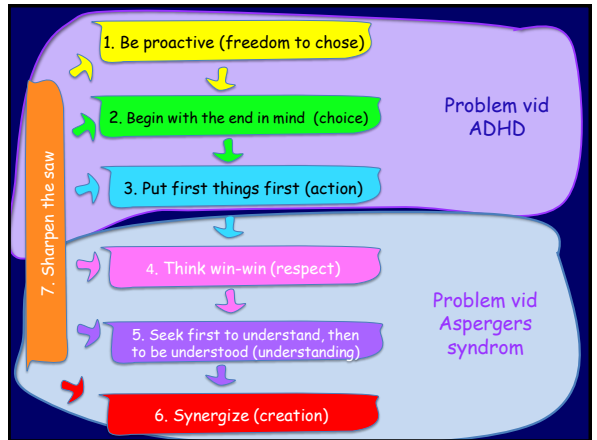 1. Be proactive (freedom to chose)
2. Begin with the end in mind (choice)
Problem vid
ADHD
3. Put first things first (action)
7. Sharpen the saw
4. Think win-win (respect)
5. Seek first to understand, then
to be understood (understanding)
Problem vid
Aspergers
syndrom
6. Synergize (creation)